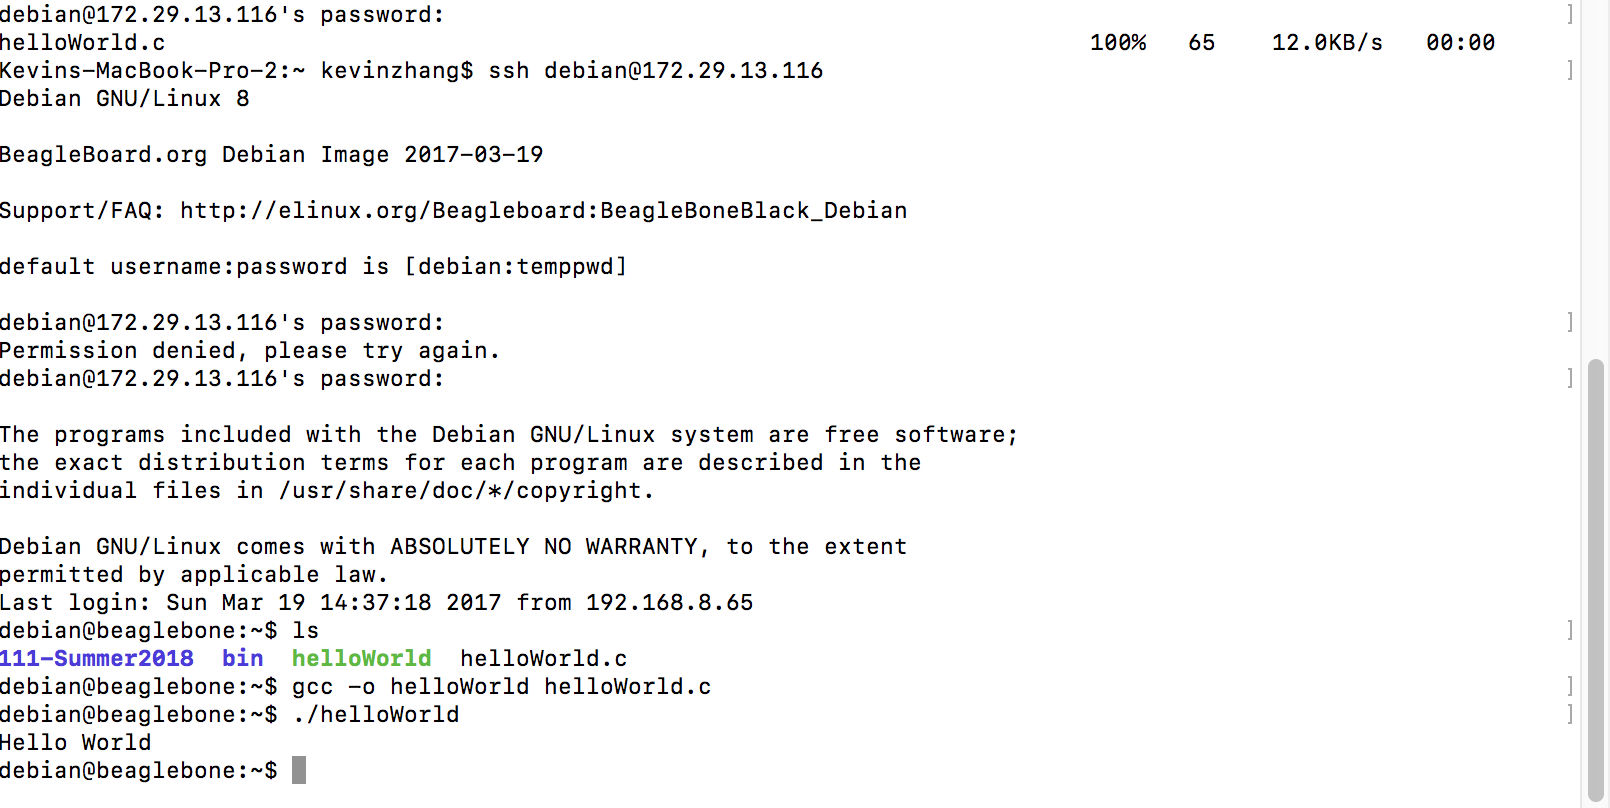 debian@172.29.13.116's password: ]
helloWorld.c 100% 65 12.0KB/s 00:00
Kevins-MacBook-Pro-2:~ kevinzhang$ ssh debian@172.29.13.116 ]
Debian GNU/Linux 8
BeagleBoard.org Debian Image 2017-03-19
Support/FAQ: http://elinux.org/Beagleboard:BeagleBoneBlack_Debian
default username:password is [debian:temppwd]
debian@172.29.13.116's password: ]
Permission denied, please try again.
debian@172.29.13.116's password: ]
The programs included with the Debian GNU/Linux system are free software;
the exact distribution terms for each program are described in the
individual files in /usr/share/doc/*/copyright.
Debian GNU/Linux comes with ABSOLUTELY NO WARRANTY, to the extent
permitted by applicable law.
Last login: Sun Mar 19 14:37:18 2017 from 192.168.8.65
debian@beaglebone:~$ ls ]
111-Summer2018 bin helloWorld helloWorld.c
debian@beaglebone:~$ gcc -o helloWorld helloWorld.c ]
debian@beaglebone:~$ ./helloWorld ]
Hello World
debian@beaglebone:~$